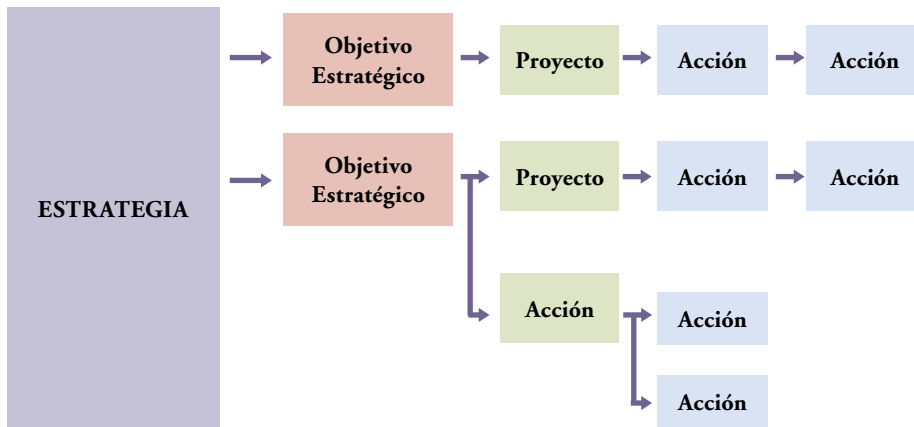 Objetivo
Estratégico
Proyecto
Acción
Acción
ESTRATEGIA
Objetivo
Estratégico
Proyecto
Acción
Acción
Acción
Acción
Acción